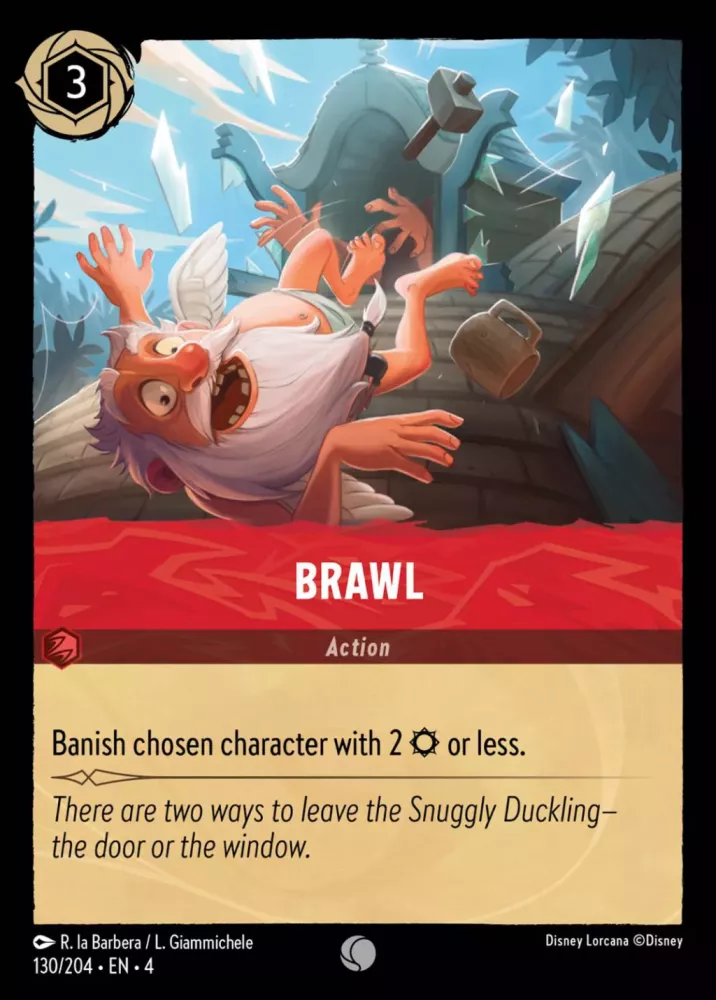 3
BRAWL
Action
Banish chosen character with 2 or less.
There are two ways to leave the Snuggly Duckling—
the door or the window.
R. la Barbera / L. Giammichele
Disney Lorcana ©Disney
130/204 • EN • 4